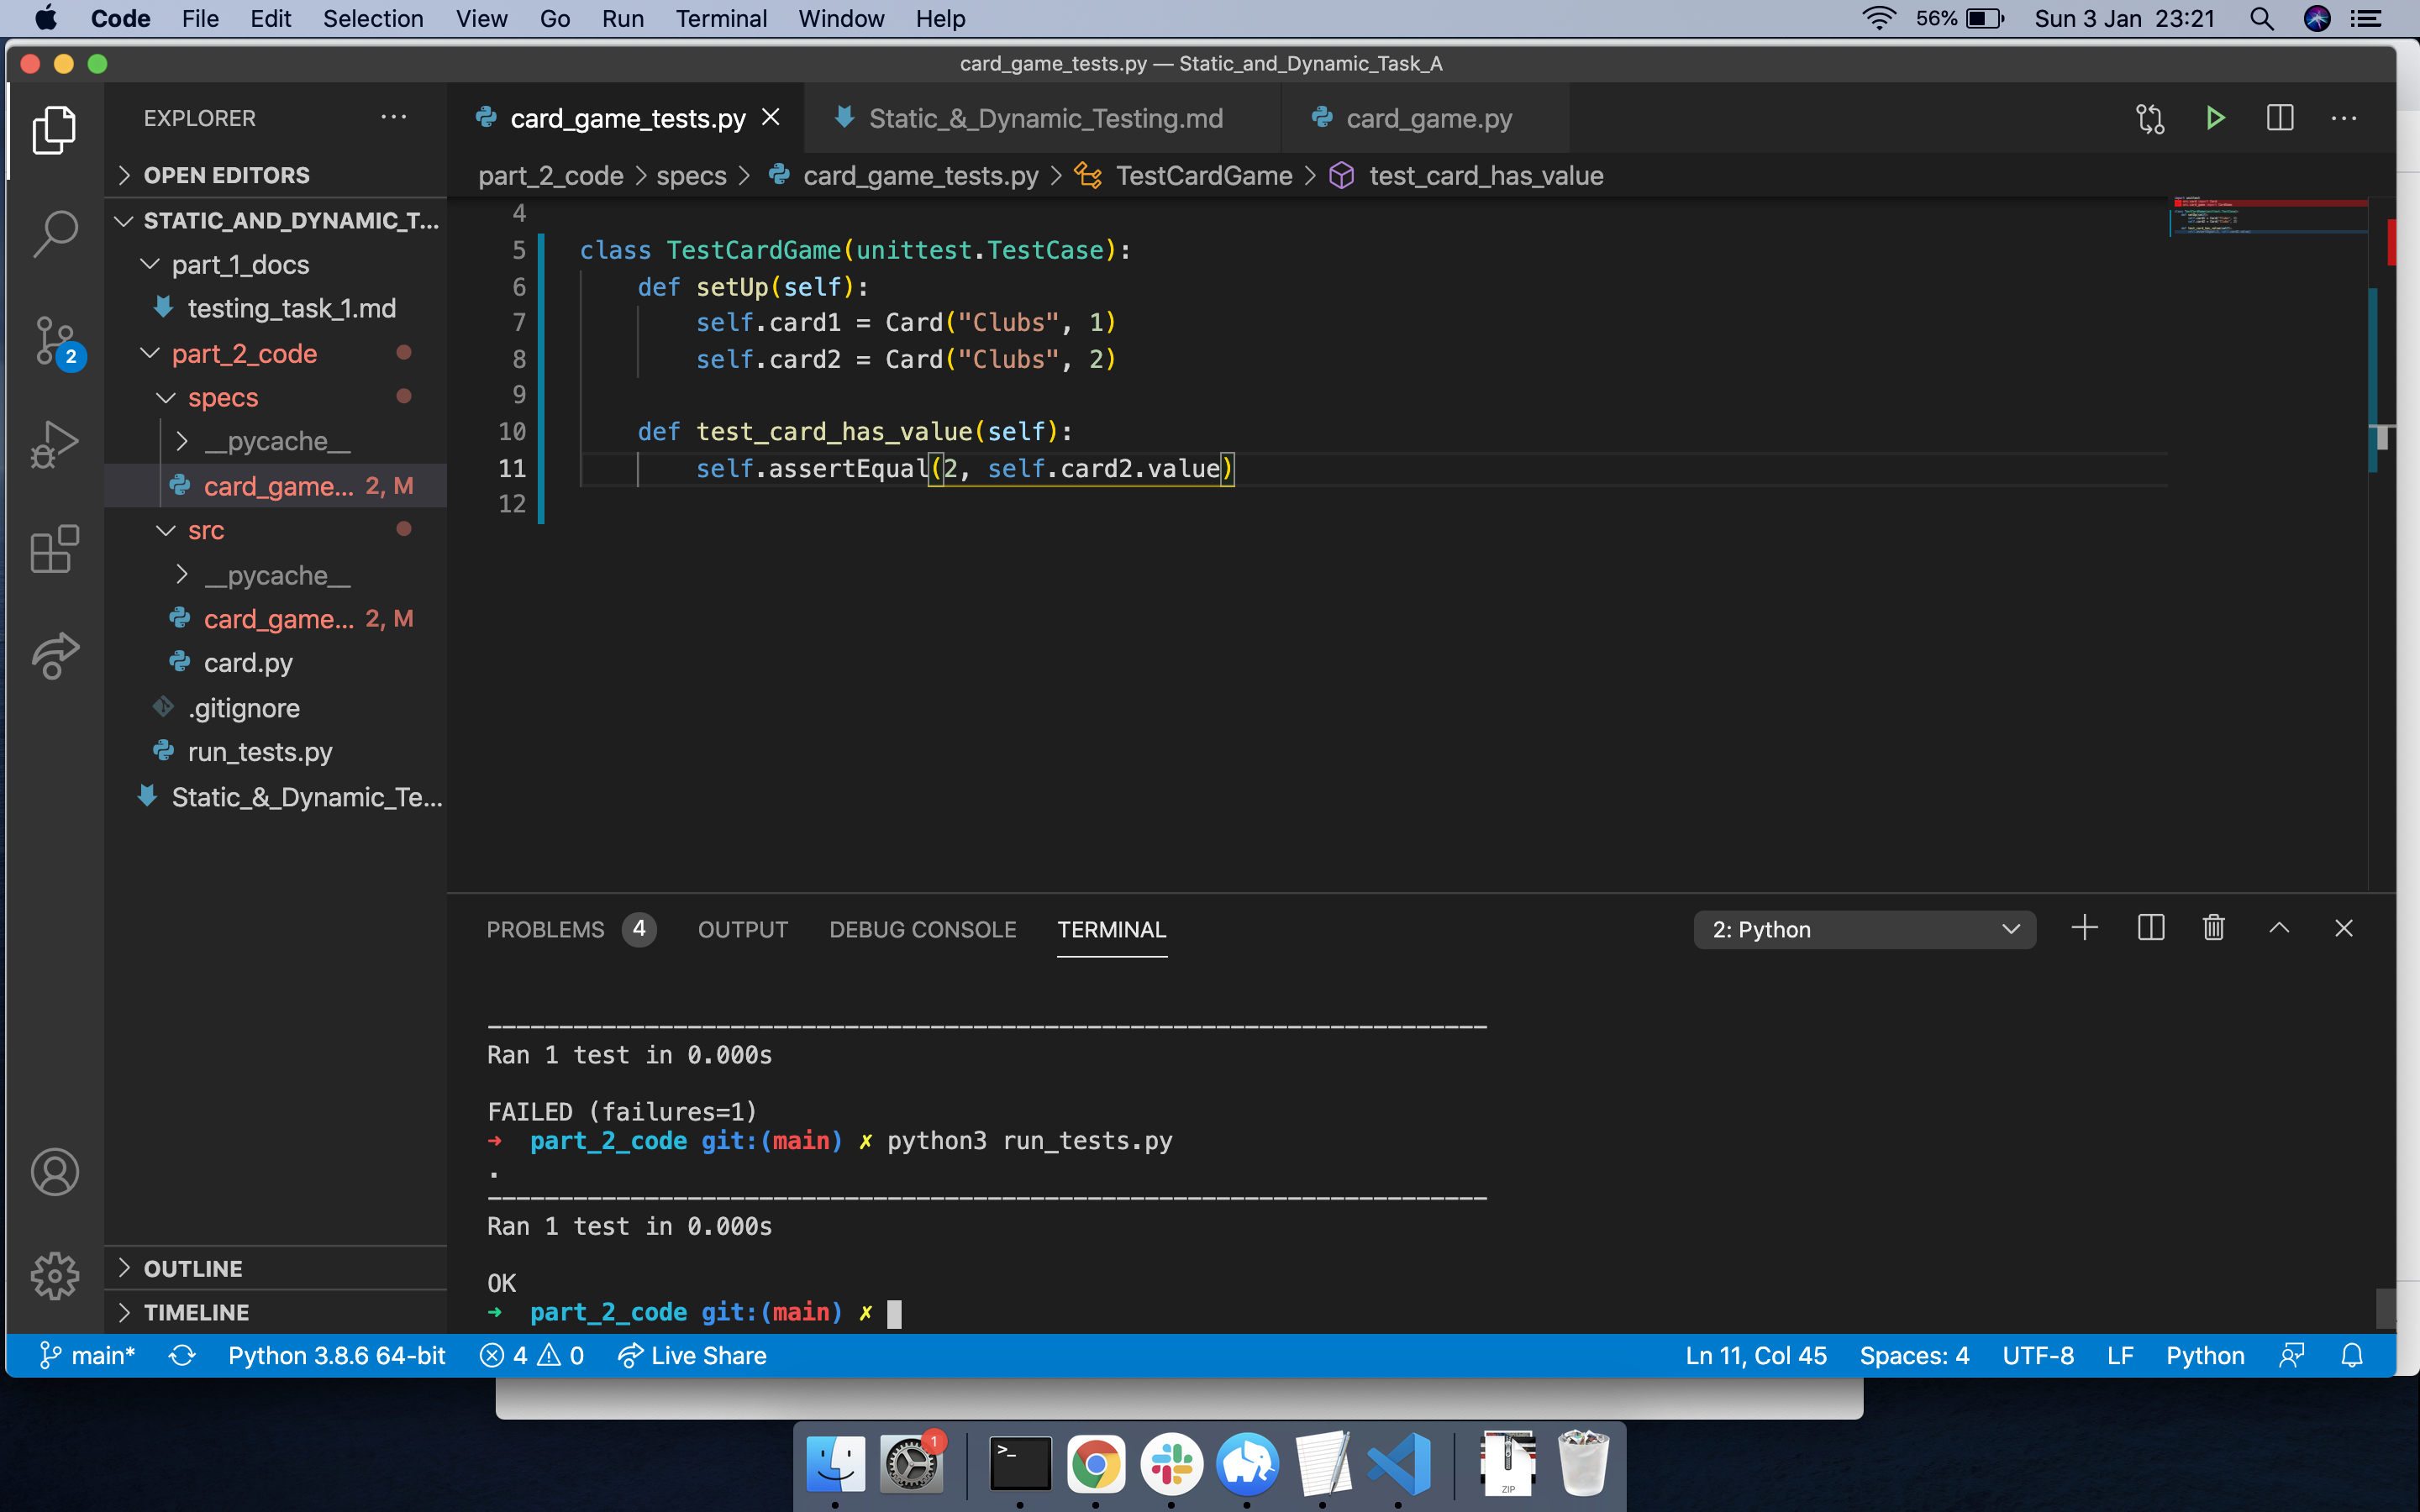 Code File Edit Selection View Go Run Terminal Window Help 56% Sun 3 Jan 23:21
card_game_tests.py — Static_and_Dynamic_Task_A
EXPLORER ···
OPEN EDITORS
STATIC_AND_DYNAMIC_T...
part_1_docs
testing_task_1.md
part_2_code
specs
__pycache__
card_game... 2, M
src
__pycache__
card_game... 2, M
card.py
.gitignore
run_tests.py
Static_&_Dynamic_Te...
OUTLINE
TIMELINE
2
card_game_tests.py Static_&_Dynamic_Testing.md card_game.py
part_2_code > specs > card_game_tests.py > TestCardGame > test_card_has_value
4
5 class TestCardGame(unittest.TestCase):
6 def setUp(self):
7 self.card1 = Card("Clubs", 1)
8 self.card2 = Card("Clubs", 2)
9
10 def test_card_has_value(self):
11 self.assertEqual(2, self.card2.value)
12
PROBLEMS 4 OUTPUT DEBUG CONSOLE TERMINAL 2: Python
----------------------------------------------------------------------
Ran 1 test in 0.000s
FAILED (failures=1)
→ part_2_code git:(main) ✗ python3 run_tests.py
.
----------------------------------------------------------------------
Ran 1 test in 0.000s
OK
→ part_2_code git:(main) ✗
main* Python 3.8.6 64-bit 4 0 Live Share Ln 11, Col 45 Spaces: 4 UTF-8 LF Python
1
>_
ZIP